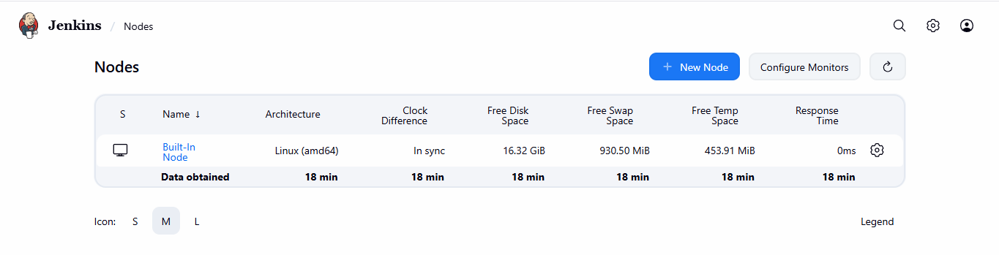 Jenkins / Nodes
Nodes
+ New Node Configure Monitors
S Name ↓ Architecture Clock Difference Free Disk Space Free Swap Space Free Temp Space Response Time
Built-In Node Linux (amd64) In sync 16.32 GiB 930.50 MiB 453.91 MiB 0ms
Data obtained 18 min 18 min 18 min 18 min 18 min 18 min
Icon: S M L Legend